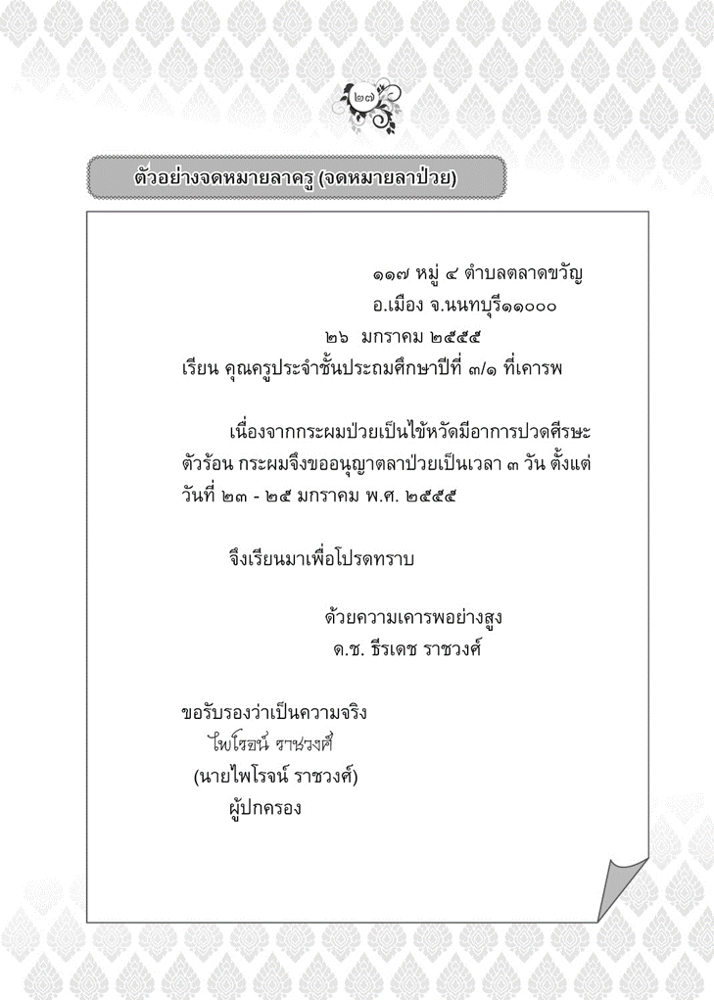 ๒๗
ตัวอย่างจดหมายลาครู (จดหมายลาป่วย)
๑๑๗ หมู่ ๔ ตำบลตลาดขวัญ
อ.เมือง จ.นนทบุรี๑๑๐๐๐
๒๖ มกราคม ๒๕๕๕
เรียน คุณครูประจำชั้นประถมศึกษาปีที่ ๓/๑ ที่เคารพ
เนื่องจากกระผมป่วยเป็นไข้หวัดมีอาการปวดศีรษะ
ตัวร้อน กระผมจึงขออนุญาตลาป่วยเป็นเวลา ๓ วัน ตั้งแต่
วันที่ ๒๓ - ๒๕ มกราคม พ.ศ. ๒๕๕๕
จึงเรียนมาเพื่อโปรดทราบ
ด้วยความเคารพอย่างสูง
ด.ช. ธีรเดช ราชวงศ์
ขอรับรองว่าเป็นความจริง
ไพโรจน์ ราชวงศ์
(นายไพโรจน์ ราชวงศ์)
ผู้ปกครอง